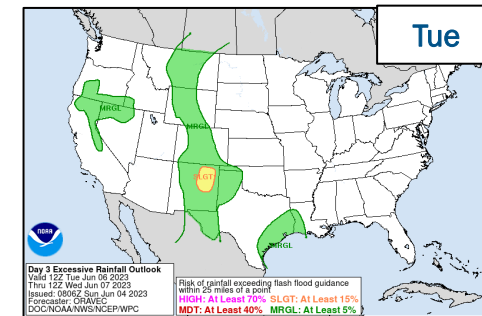 Tue
MRGL
MRGL
SLGT
MRGL
NOAA
Day 3 Excessive Rainfall Outlook
Valid 12Z Tue Jun 06 2023
Thru 12Z Wed Jun 07 2023
Issued: 0806Z Sun Jun 04 2023
Forecaster: ORAVEC
DOC/NOAA/NWS/NCEP/WPC
Risk of rainfall exceeding flash flood guidance
within 25 miles of a point
HIGH: At Least 70% SLGT: At Least 15%
MDT: At Least 40% MRGL: At Least 5%